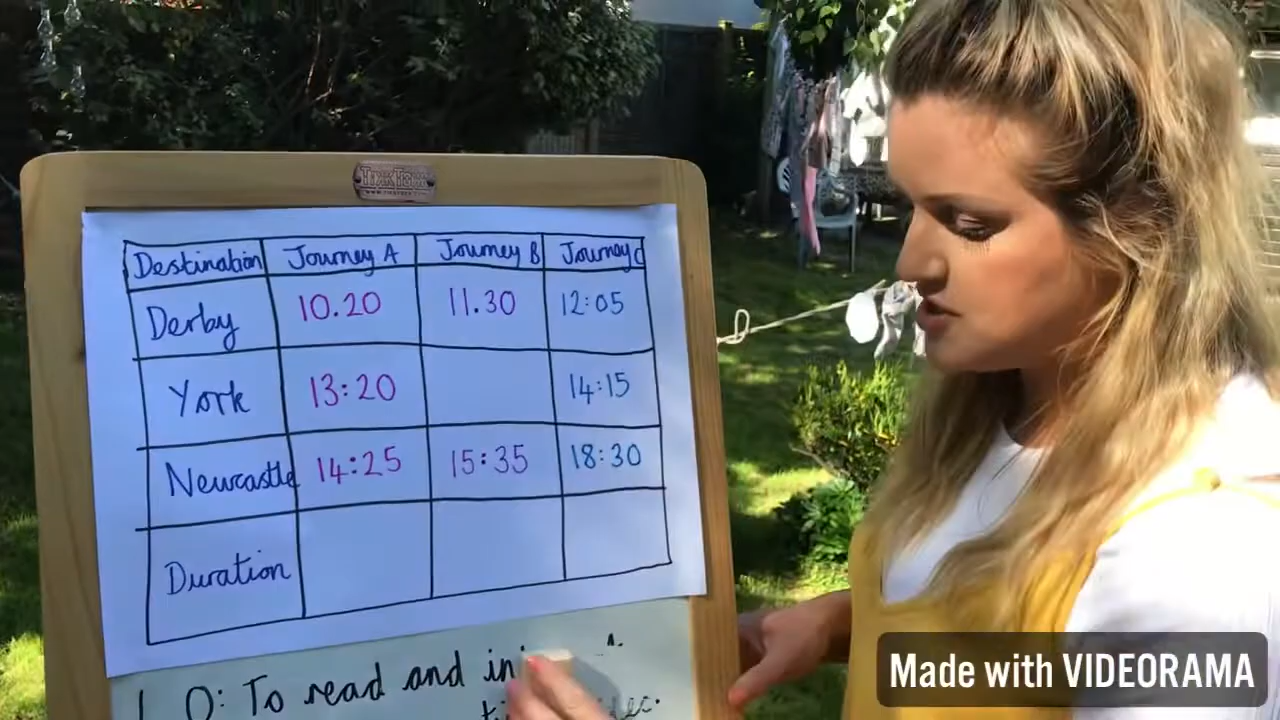 Destination Journey A Journey B Journey C
Derby 10.20 11.30 12:05
York 13:20 14:15
Newcastle 14:25 15:35 18:30
Duration
L O: To read and
Made with VIDEORAMA